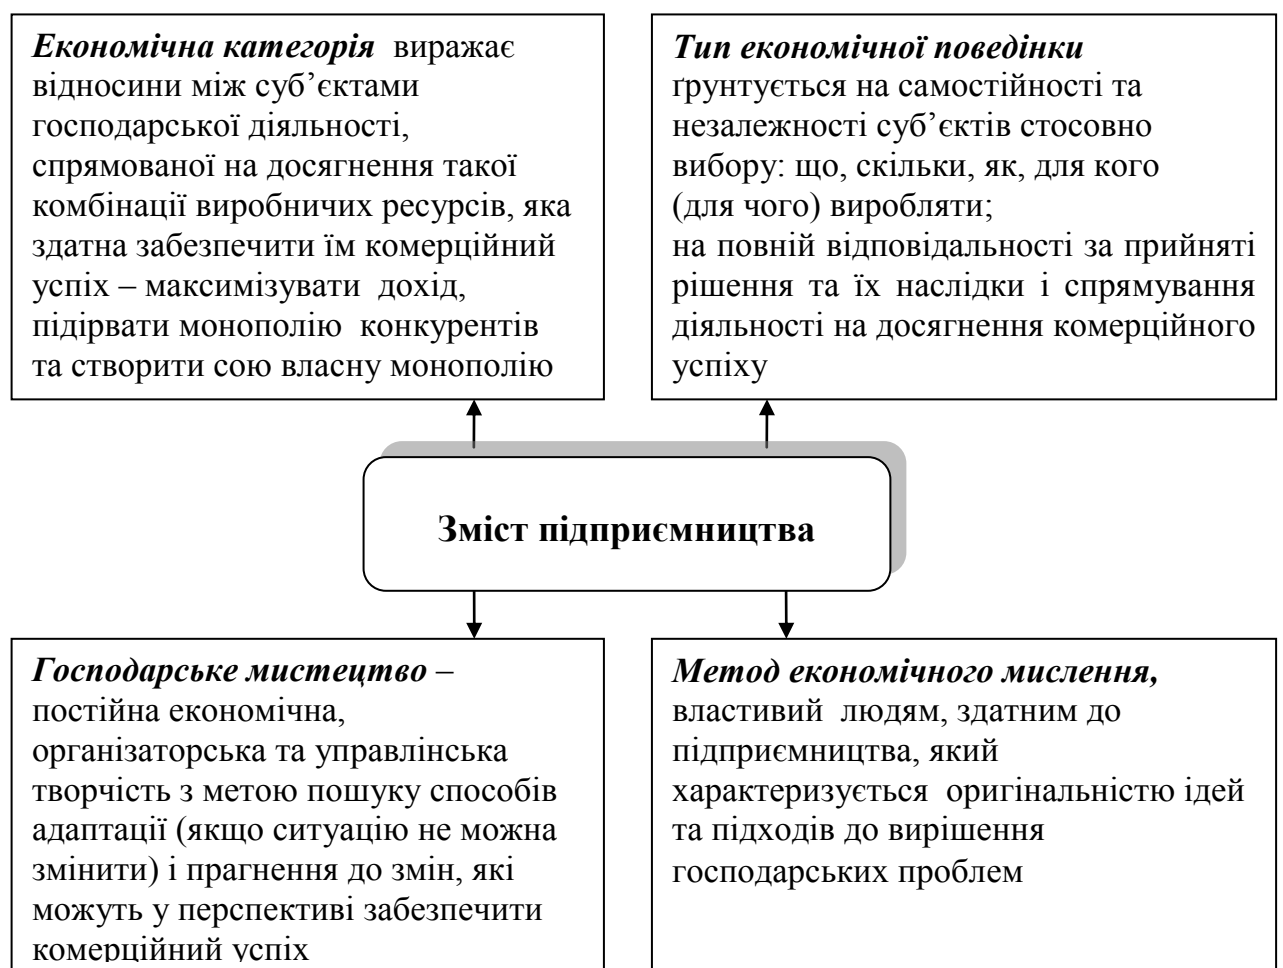 Економічна категорія виражає
відносини між суб’єктами
господарської діяльності,
спрямованої на досягнення такої
комбінації виробничих ресурсів, яка
здатна забезпечити їм комерційний
успіх – максимізувати дохід,
підірвати монополію конкурентів
та створити сою власну монополію
Тип економічної поведінки
ґрунтується на самостійності та
незалежності суб’єктів стосовно
вибору: що, скільки, як, для кого
(для чого) виробляти;
на повній відповідальності за прийняті
рішення та їх наслідки і спрямування
діяльності на досягнення комерційного
успіху
Зміст підприємництва
Господарське мистецтво –
постійна економічна,
організаторська та управлінська
творчість з метою пошуку способів
адаптації (якщо ситуацію не можна
змінити) і прагнення до змін, які
можуть у перспективі забезпечити
комерційний успіх
Метод економічного мислення,
властивий людям, здатним до
підприємництва, який
характеризується оригінальністю ідей
та підходів до вирішення
господарських проблем